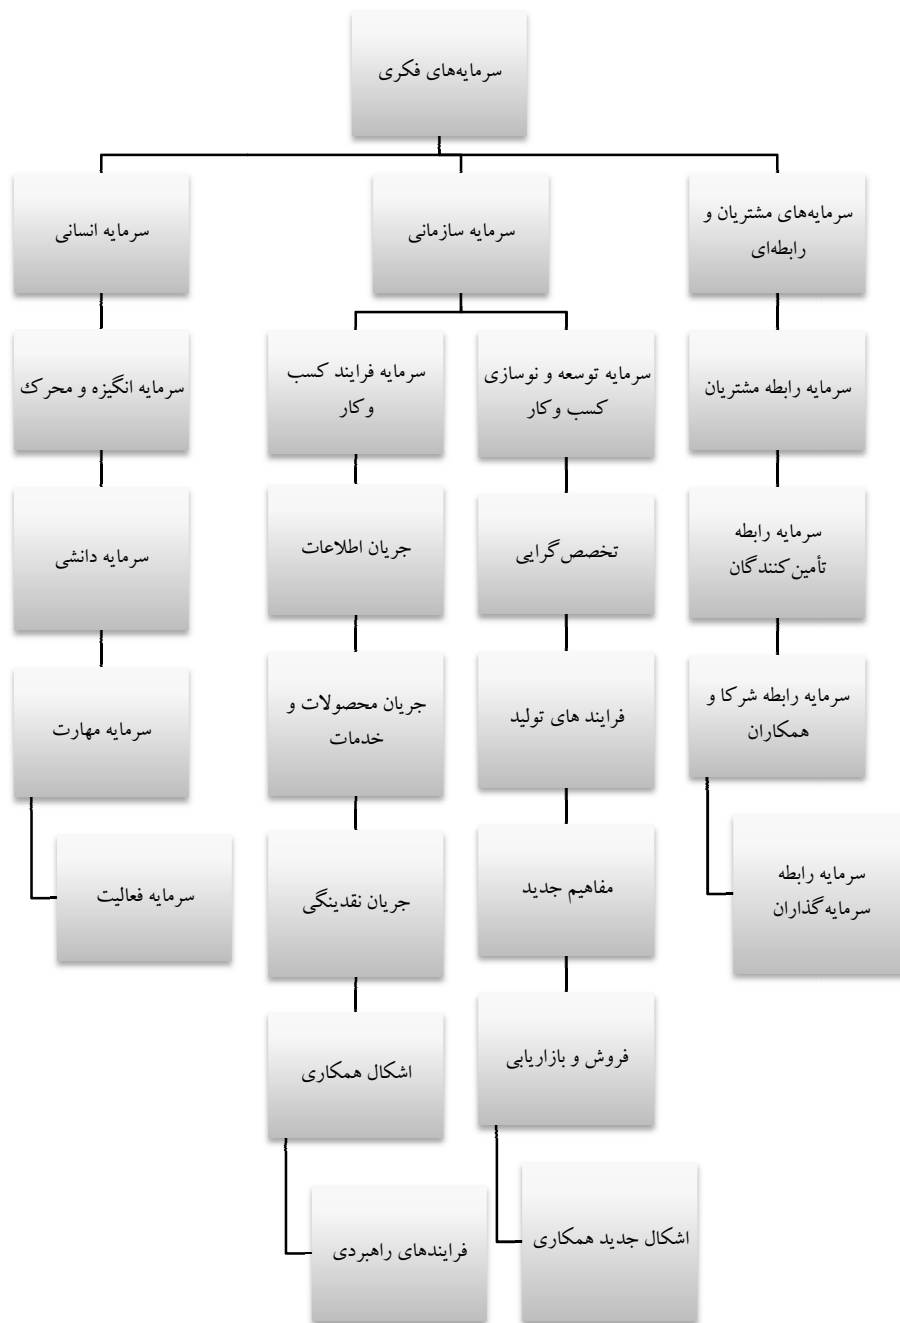 سرمایه‌های فکری
سرمایه‌های مشتریان و
رابطه‌ای
سرمایه سازمانی
سرمایه انسانی
سرمایه رابطه مشتریان
سرمایه توسعه و نوسازی
کسب وکار
سرمایه فرایند کسب
وکار
سرمایه انگیزه و محرک
سرمایه رابطه
تأمین‌کنندگان
تخصص‌گرایی
جریان اطلاعات
سرمایه دانشی
سرمایه رابطه شرکا و
همکاران
فرایند های تولید
جریان محصولات و
خدمات
سرمایه مهارت
سرمایه رابطه
سرمایه‌گذاران
مفاهیم جدید
جریان نقدینگی
سرمایه فعالیت
فروش و بازاریابی
اشکال همکاری
اشکال جدید همکاری
فرایندهای راهبردی